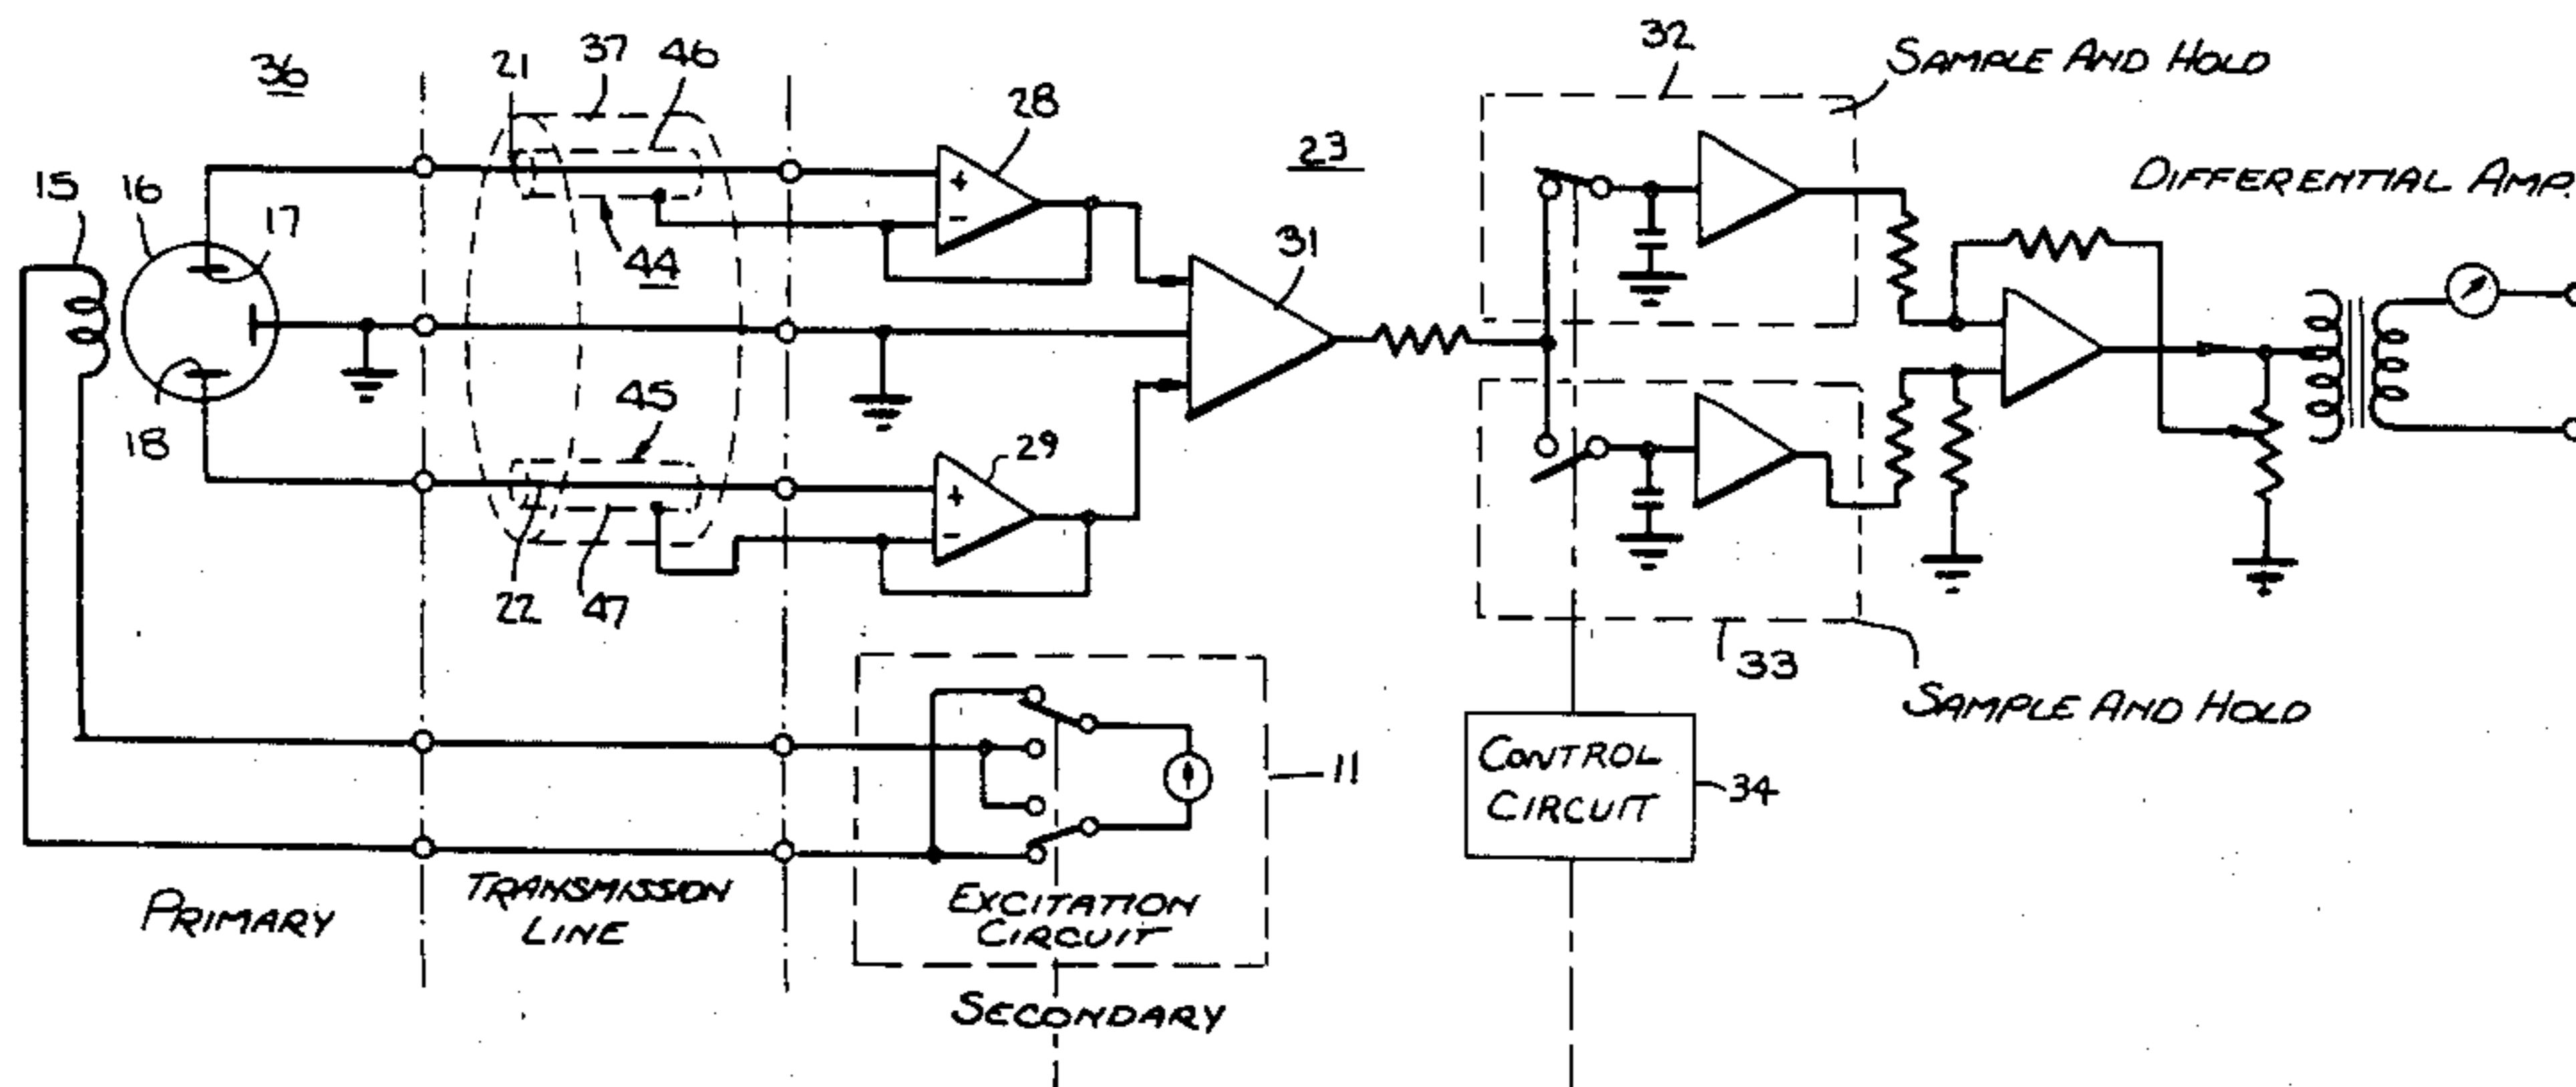 36
21
37
46
28
32
SAMPLE AND HOLD
23
DIFFERENTIAL AMP.
15
16
17
+
-
44
31
18
45
29
+
-
22
47
33
SAMPLE AND HOLD
11
CONTROL
CIRCUIT
34
PRIMARY
TRANSMISSION
LINE
EXCITATION
CIRCUIT
SECONDARY